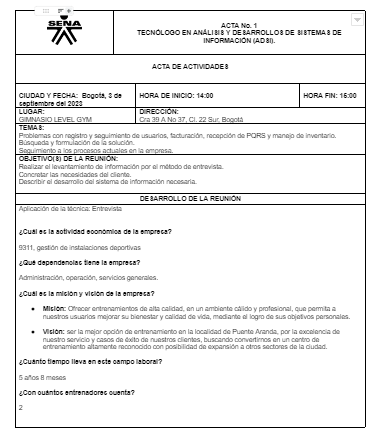 SENA
ACTA No. 1
TECNÓLOGO EN ANÁLISIS Y DESARROLLOS DE SISTEMAS DE
INFORMACIÓN (ADSI).
ACTA DE ACTIVIDADES
CIUDAD Y FECHA: Bogotá, 3 de
septiembre del 2023
HORA DE INICIO: 14:00
HORA FIN: 15:00
LUGAR:
GIMNASIO LEVEL GYM
DIRECCIÓN:
Cra 39 A No 37, Cl. 22 Sur, Bogotá
TEMAS:
Problemas con registro y seguimiento de usuarios, facturación, recepción de PQRS y manejo de inventario.
Búsqueda y formulación de la solución.
Seguimiento a los procesos actuales en la empresa.
OBJETIVO(S) DE LA REUNIÓN:
Realizar el levantamiento de información por el método de entrevista.
Concretar las necesidades del cliente.
Describir el desarrollo del sistema de información necesaria.
DESARROLLO DE LA REUNIÓN
Aplicación de la técnica: Entrevista
¿Cuál es la actividad económica de la empresa?
9311, gestión de instalaciones deportivas
¿Qué dependencias tiene la empresa?
Administración, operación, servicios generales.
¿Cuál es la misión y visión de la empresa?
• Misión: Ofrecer entrenamientos de alta calidad, en un ambiente cálido y profesional, que permita a
nuestros usuarios mejorar su bienestar y calidad de vida, mediante el logro de sus objetivos personales.
• Visión: ser la mejor opción de entrenamiento en la localidad de Puente Aranda, por la excelencia de
nuestro servicio y casos de éxito de nuestros clientes, buscando convertirnos en un centro de
entrenamiento altamente reconocido con posibilidad de expansión a otros sectores de la ciudad.
¿Cuánto tiempo lleva en este campo laboral?
5 años 8 meses
¿Con cuántos entrenadores cuenta?
2